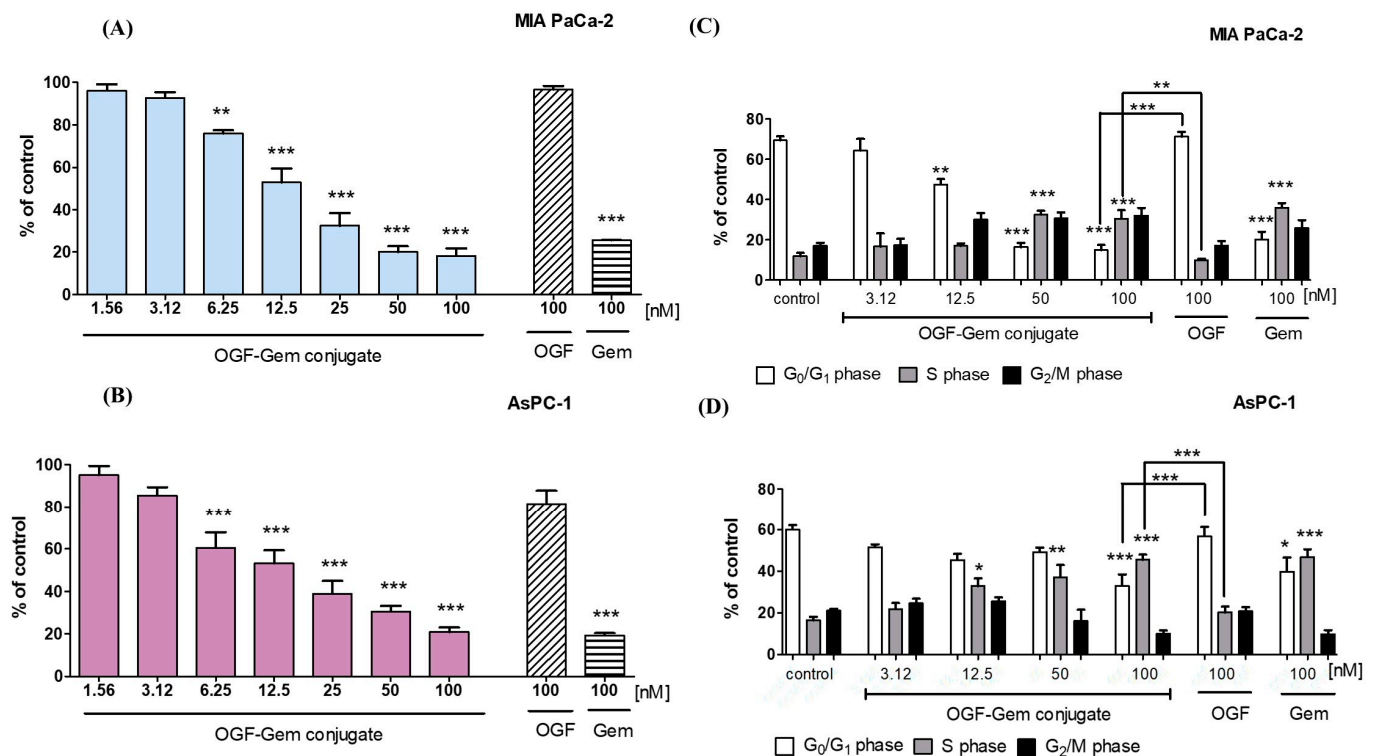 (A)
MIA PaCa-2
% of control
100
80
60
40
20
0
** *** *** *** *** ***
1.56 3.12 6.25 12.5 25 50 100 100 100 [nM]
OGF-Gem conjugate OGF Gem
(B)
AsPC-1
% of control
100
80
60
40
20
0
*** *** *** *** *** ***
1.56 3.12 6.25 12.5 25 50 100 100 100 [nM]
OGF-Gem conjugate OGF Gem
(C)
MIA PaCa-2
% of control
80
60
40
20
0
**
***
** *** *** *** *** *** ***
control 3.12 12.5 50 100 100 100 [nM]
OGF-Gem conjugate OGF Gem
G0/G1 phase S phase G2/M phase
(D)
AsPC-1
% of control
80
60
40
20
0
***
***
* ** *** *** * ***
control 3.12 12.5 50 100 100 100 [nM]
OGF-Gem conjugate OGF Gem
G0/G1 phase S phase G2/M phase